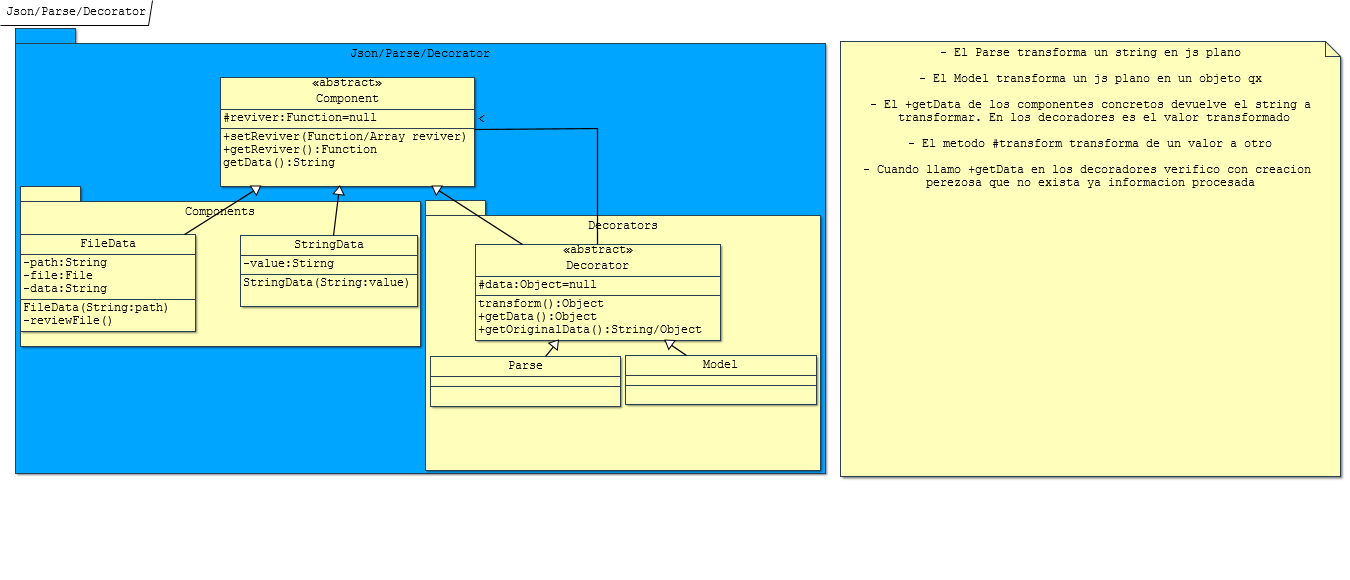 Json/Parse/Decorator
Json/Parse/Decorator
«abstract»
Component
#reviver:Function=null
+setReviver(Function/Array reviver)
+getReviver():Function
getData():String
Components
FileData
-path:String
-file:File
-data:String
FileData(String:path)
-reviewFile()
StringData
-value:Stirng
StringData(String:value)
Decorators
«abstract»
Decorator
#data:Object=null
transform():Object
+getData():Object
+getOriginalData():String/Object
Parse
Model
- El Parse transforma un string en js plano
- El Model transforma un js plano en un objeto qx
- El +getData de los componentes concretos devuelve el string a
transformar. En los decoradores es el valor transformado
- El metodo #transform transforma de un valor a otro
- Cuando llamo +getData en los decoradores verifico con creacion
perezosa que no exista ya informacion procesada